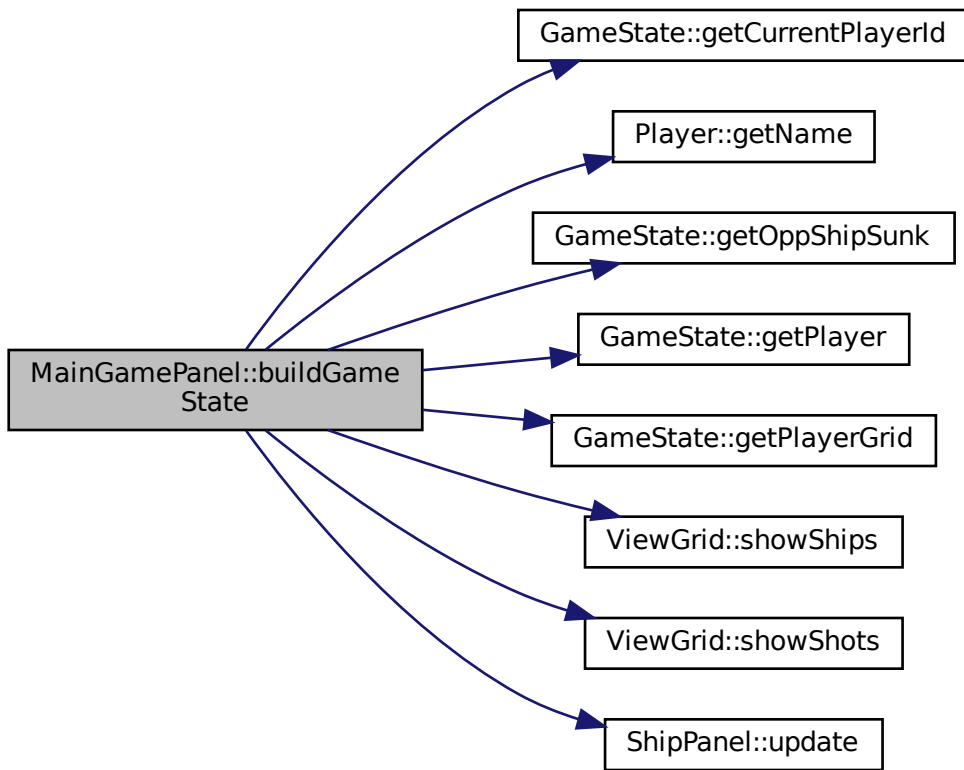 GameState::getCurrentPlayerId
Player::getName
GameState::getOppShipSunk
GameState::getPlayer
MainGamePanel::buildGame
State
GameState::getPlayerGrid
ViewGrid::showShips
ViewGrid::showShots
ShipPanel::update